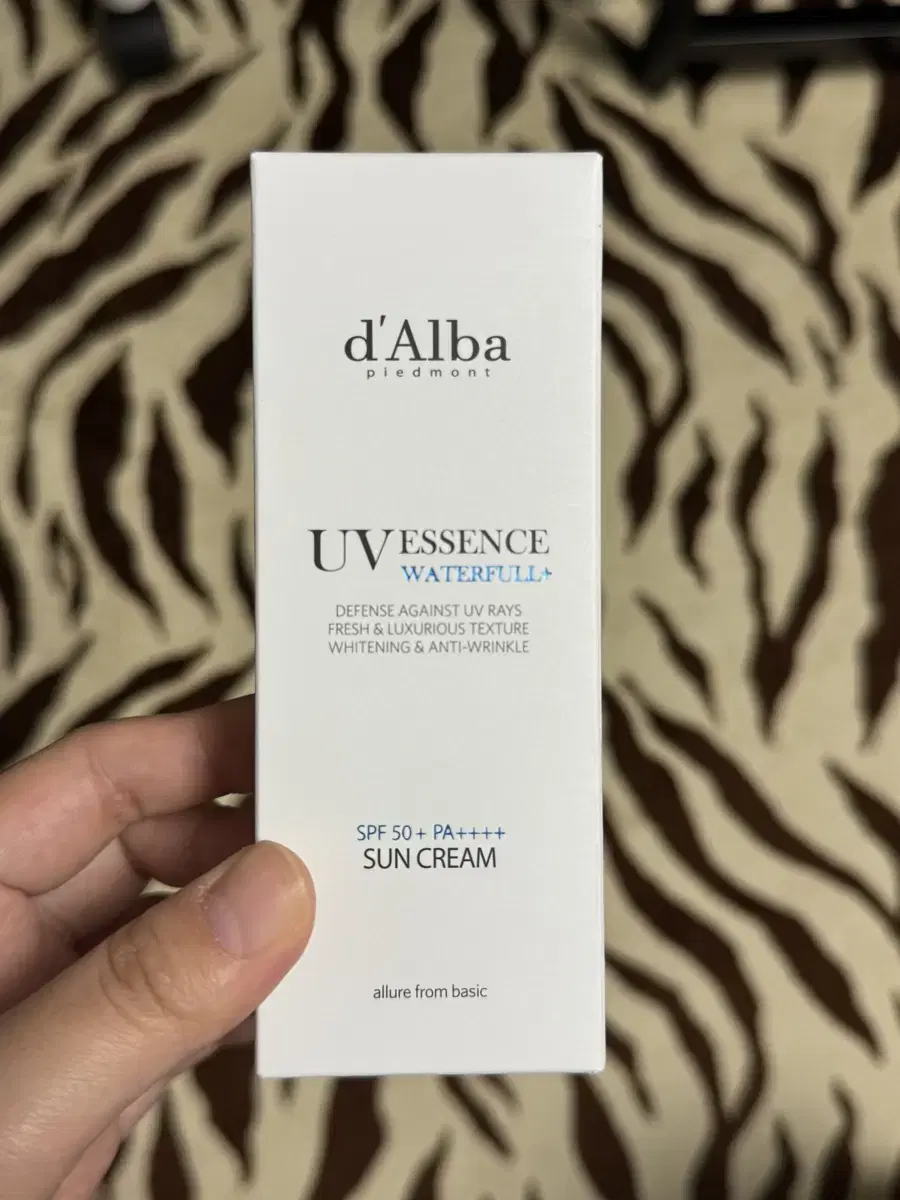 d'Alba
piedmont
UV ESSENCE
WATERFULL+
DEFENSE AGAINST UV RAYS
FRESH & LUXURIOUS TEXTURE
WHITENING & ANTI-WRINKLE
SPF 50+ PA++++
SUN CREAM
allure from basic